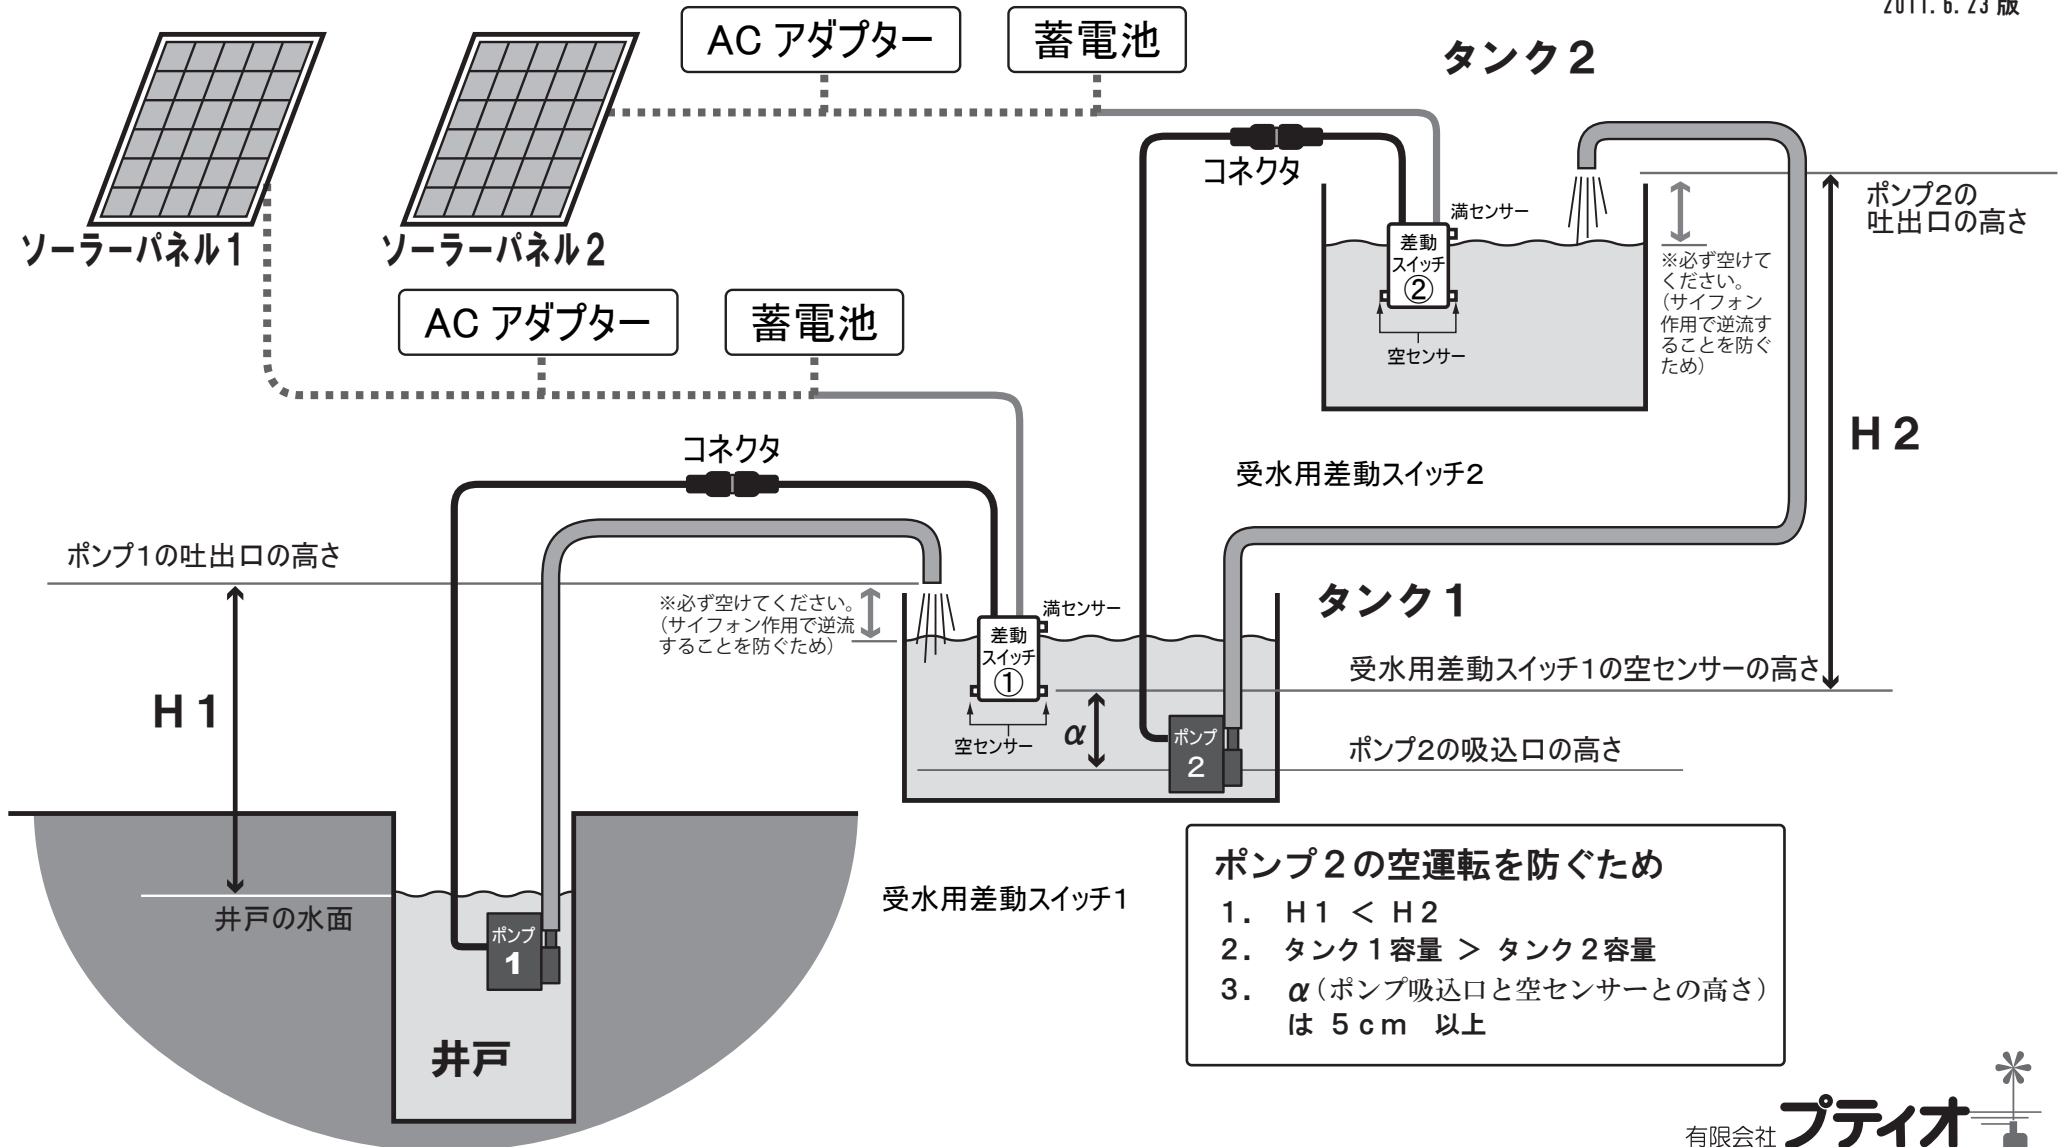 2011.6.23 版
AC アダプター
蓄電池
タンク2
コネクタ
ポンプ2の
吐出口の高さ
満センサー
差動
スイッチ
②
空センサー
※必ず空けて
ください。
（サイフォン
作用で逆流す
ることを防ぐ
ため）
ソーラーパネル1
ソーラーパネル2
AC アダプター
蓄電池
H2
コネクタ
受水用差動スイッチ2
ポンプ1の吐出口の高さ
※必ず空けてください。
（サイフォン作用で逆流
することを防ぐため）
満センサー
差動
スイッチ
①
空センサー
タンク1
受水用差動スイッチ1の空センサーの高さ
H1
α
ポンプ
2
ポンプ2の吸込口の高さ
井戸の水面
ポンプ
1
井戸
受水用差動スイッチ1
ポンプ2の空運転を防ぐため
1. H1 ＜ H2
2. タンク1容量 ＞ タンク2容量
3. α（ポンプ吸込口と空センサーとの高さ）
は 5cm 以上
有限会社 プティオ